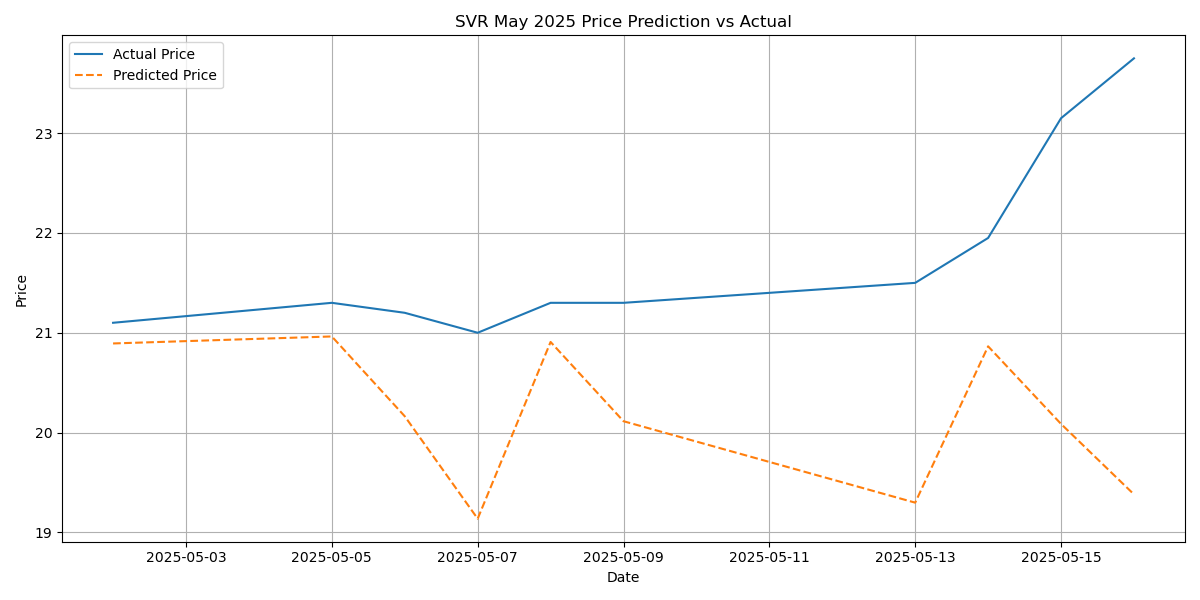 SVR May 2025 Price Prediction vs Actual
Actual Price
Predicted Price
Price
23
22
21
20
19
2025-05-03
2025-05-05
2025-05-07
2025-05-09
2025-05-11
2025-05-13
2025-05-15
Date